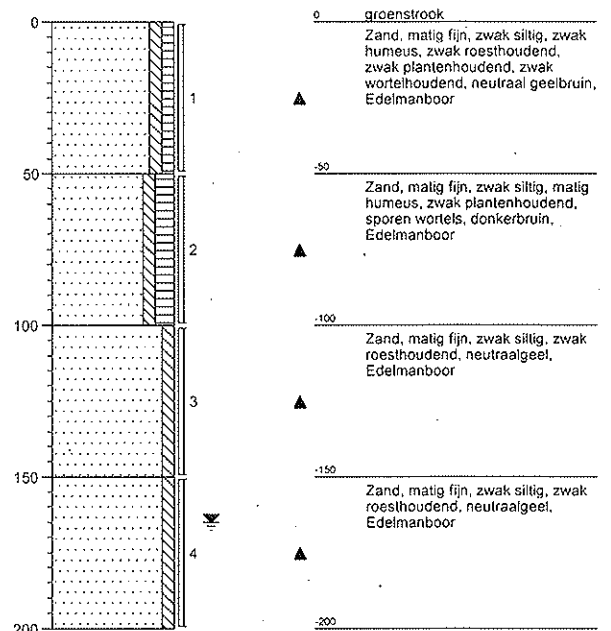 0
50
100
150
200
1
2
3
4
0
groenstrook
Zand, matig fijn, zwak siltig, zwak
humeus, zwak roesthoudend,
zwak plantenhoudend, zwak
wortelhoudend, neutraal geelbruin,
Edelmanboor
-50
Zand, matig fijn, zwak siltig, matig
humeus, zwak plantenhoudend,
sporen wortels, donkerbruin,
Edelmanboor
-100
Zand, matig fijn, zwak siltig, zwak
roesthoudend, neutraalgeel,
Edelmanboor
-150
Zand, matig fijn, zwak siltig, zwak
roesthoudend, neutraalgeel,
Edelmanboor
-200